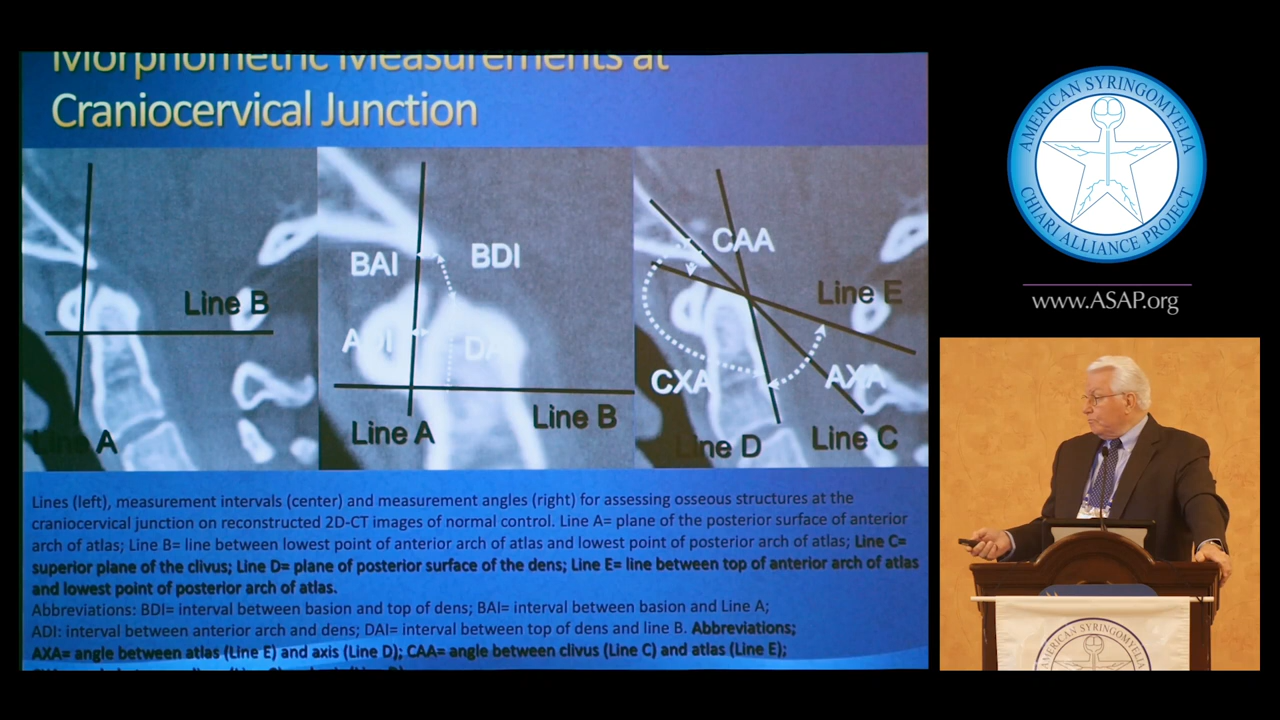 Morphometric Measurements at
Craniocervical Junction
Line B
A
BAI
BDI
ADI
DAI
Line B
Line A
CAA
Line E
CXA
AXA
Line D
Line C
Lines (left), measurement intervals (center) and measurement angles (right) for assessing osseous structures at the
craniocervical junction on reconstructed 2D-CT images of normal control. Line A= plane of the posterior surface of anterior
arch of atlas; Line B= line between lowest point of anterior arch of atlas and lowest point of posterior arch of atlas; Line C=
superior plane of the clivus; Line D= plane of posterior surface of the dens; Line E= line between top of anterior arch of atlas
and lowest point of posterior arch of atlas.
Abbreviations: BDI= interval between basion and top of dens; BAI= interval between basion and Line A;
ADI: interval between anterior arch and dens; DAI= interval between top of dens and line B. Abbreviations;
AXA= angle between atlas (Line E) and axis (Line D); CAA= angle between clivus (Line C) and atlas (Line E);
AMERICAN SYRINGOMYELIA
CHIARI ALLIANCE PROJECT
www.ASAP.org
AMERICAN SYRINGOMYELIA